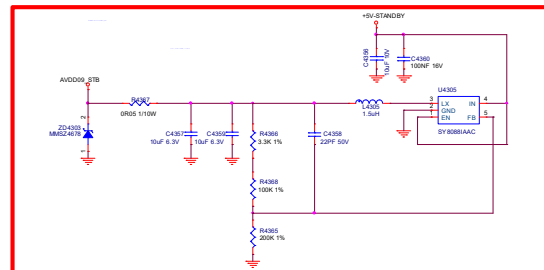 +5V-STANDBY
C4356
10uF 10V
C4360
100NF 16V
U4305
AVDD09_STB
R4367
0R05 1/10W
L4305
1.5uH
3 LX IN 4
2 GND
1 EN FB 5
SY8088IAAC
2
ZD4303
MMSZ4678
1
C4357
10uF 6.3V
C4359
10uF 6.3V
R4366
3.3K 1%
C4358
22PF 50V
R4368
100K 1%
R4365
200K 1%